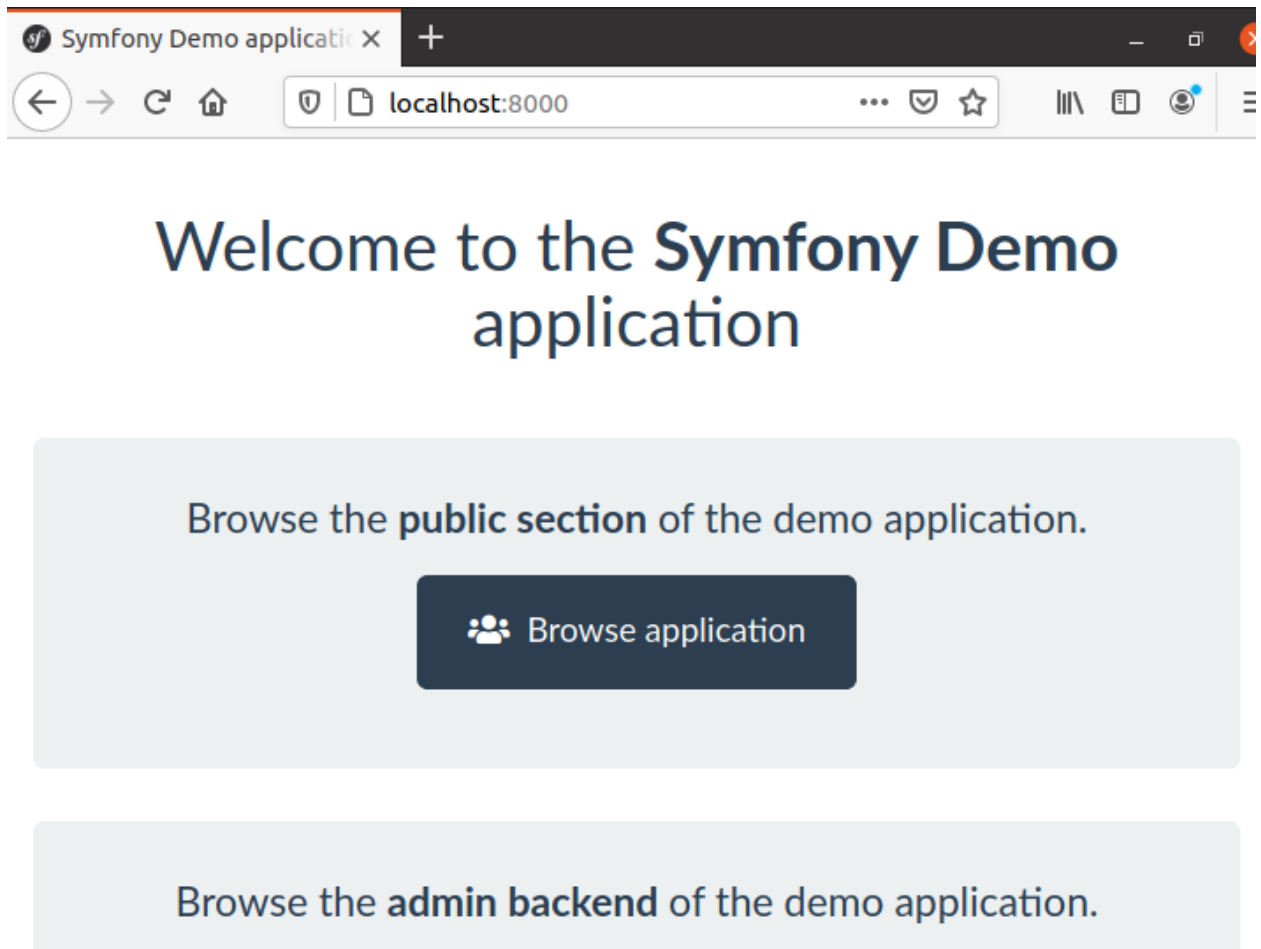 Symfony Demo applicati
localhost:8000
Welcome to the Symfony Demo
application
Browse the public section of the demo application.
Browse application
Browse the admin backend of the demo application.